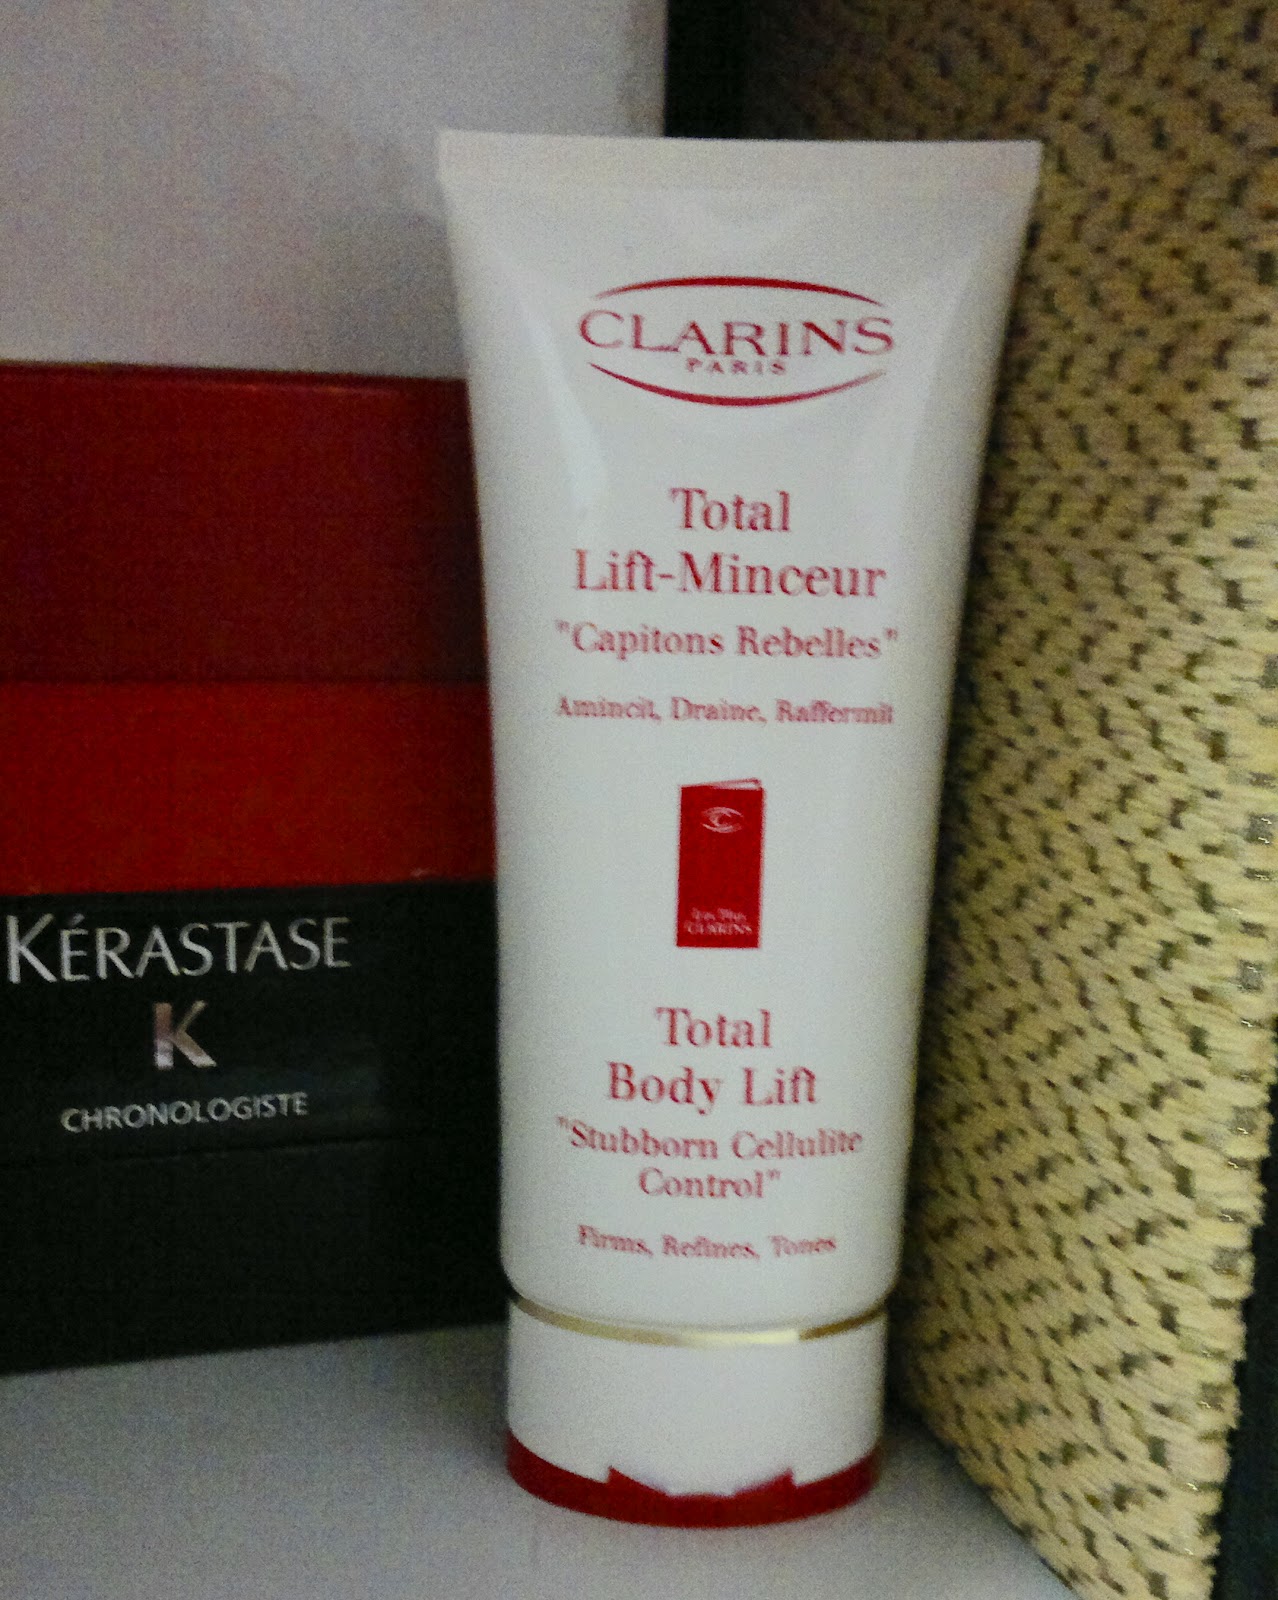 CLARINS
PARIS
Total
Lift-Minceur
"Capitons Rebelles"
Amincit, Draine, Raffermit
CLARINS
Total
Body Lift
"Stubborn Cellulite
Control"
Firms, Refines, Tones
KÉRASTASE
K
CHRONOLOGISTE